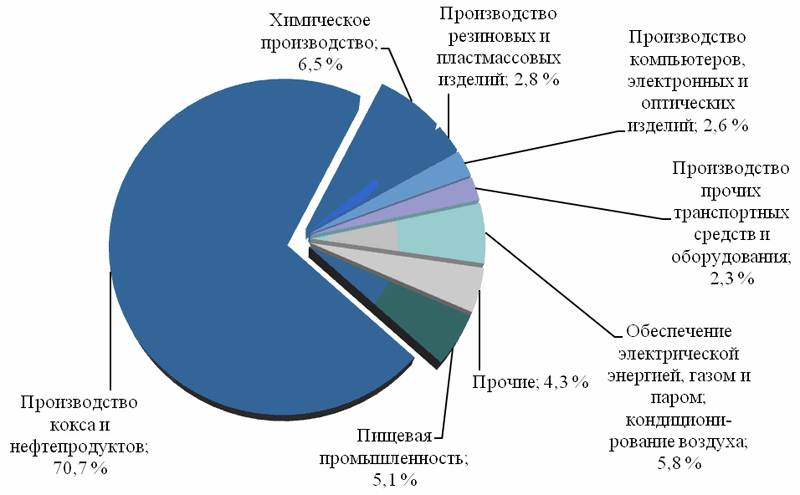 Химическое
производство;
6,5 %
Производство
резиновых и
пластмассовых
изделий; 2,8 %
Производство
компьютеров,
электронных и
оптических
изделий; 2,6 %
Производство
прочих
транспортных
средств и
оборудования;
2,3 %
Обеспечение
электрической
энергией, газом и
паром;
кондициони-
рование воздуха;
5,8 %
Прочие; 4,3 %
Пищевая
промышленность;
5,1 %
Производство
кокса и
нефтепродуктов;
70,7 %